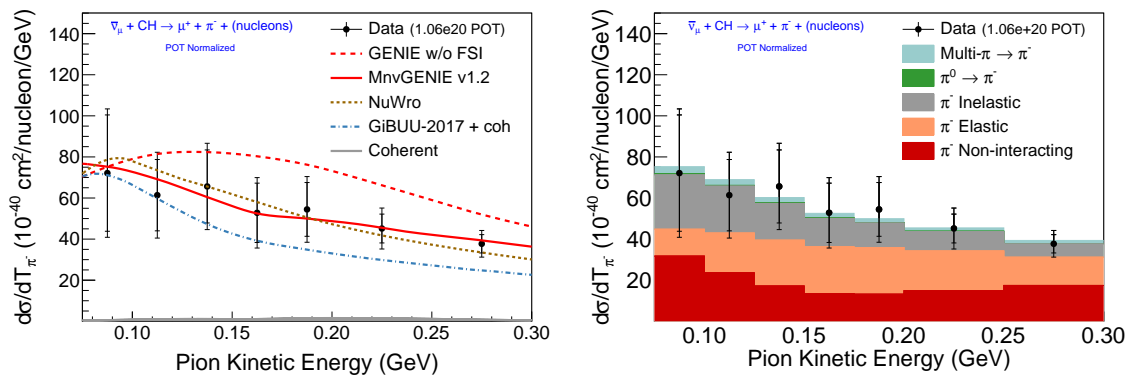 ν̄μ + CH → μ⁺ + π⁻ + (nucleons)
POT Normalized
Data (1.06e20 POT)
GENIE w/o FSI
MnvGENIE v1.2
NuWro
GiBUU-2017 + coh
Coherent
dσ/dTπ⁻ (10⁻⁴⁰ cm²/nucleon/GeV)
140
120
100
80
60
40
20
0.10 0.15 0.20 0.25 0.30
Pion Kinetic Energy (GeV)
ν̄μ + CH → μ⁺ + π⁻ + (nucleons)
POT Normalized
Data (1.06e+20 POT)
Multi-π → π⁻
π⁰ → π⁻
π⁻ Inelastic
π⁻ Elastic
π⁻ Non-interacting
dσ/dTπ⁻ (10⁻⁴⁰ cm²/nucleon/GeV)
140
120
100
80
60
40
20
0.10 0.15 0.20 0.25 0.30
Pion Kinetic Energy (GeV)